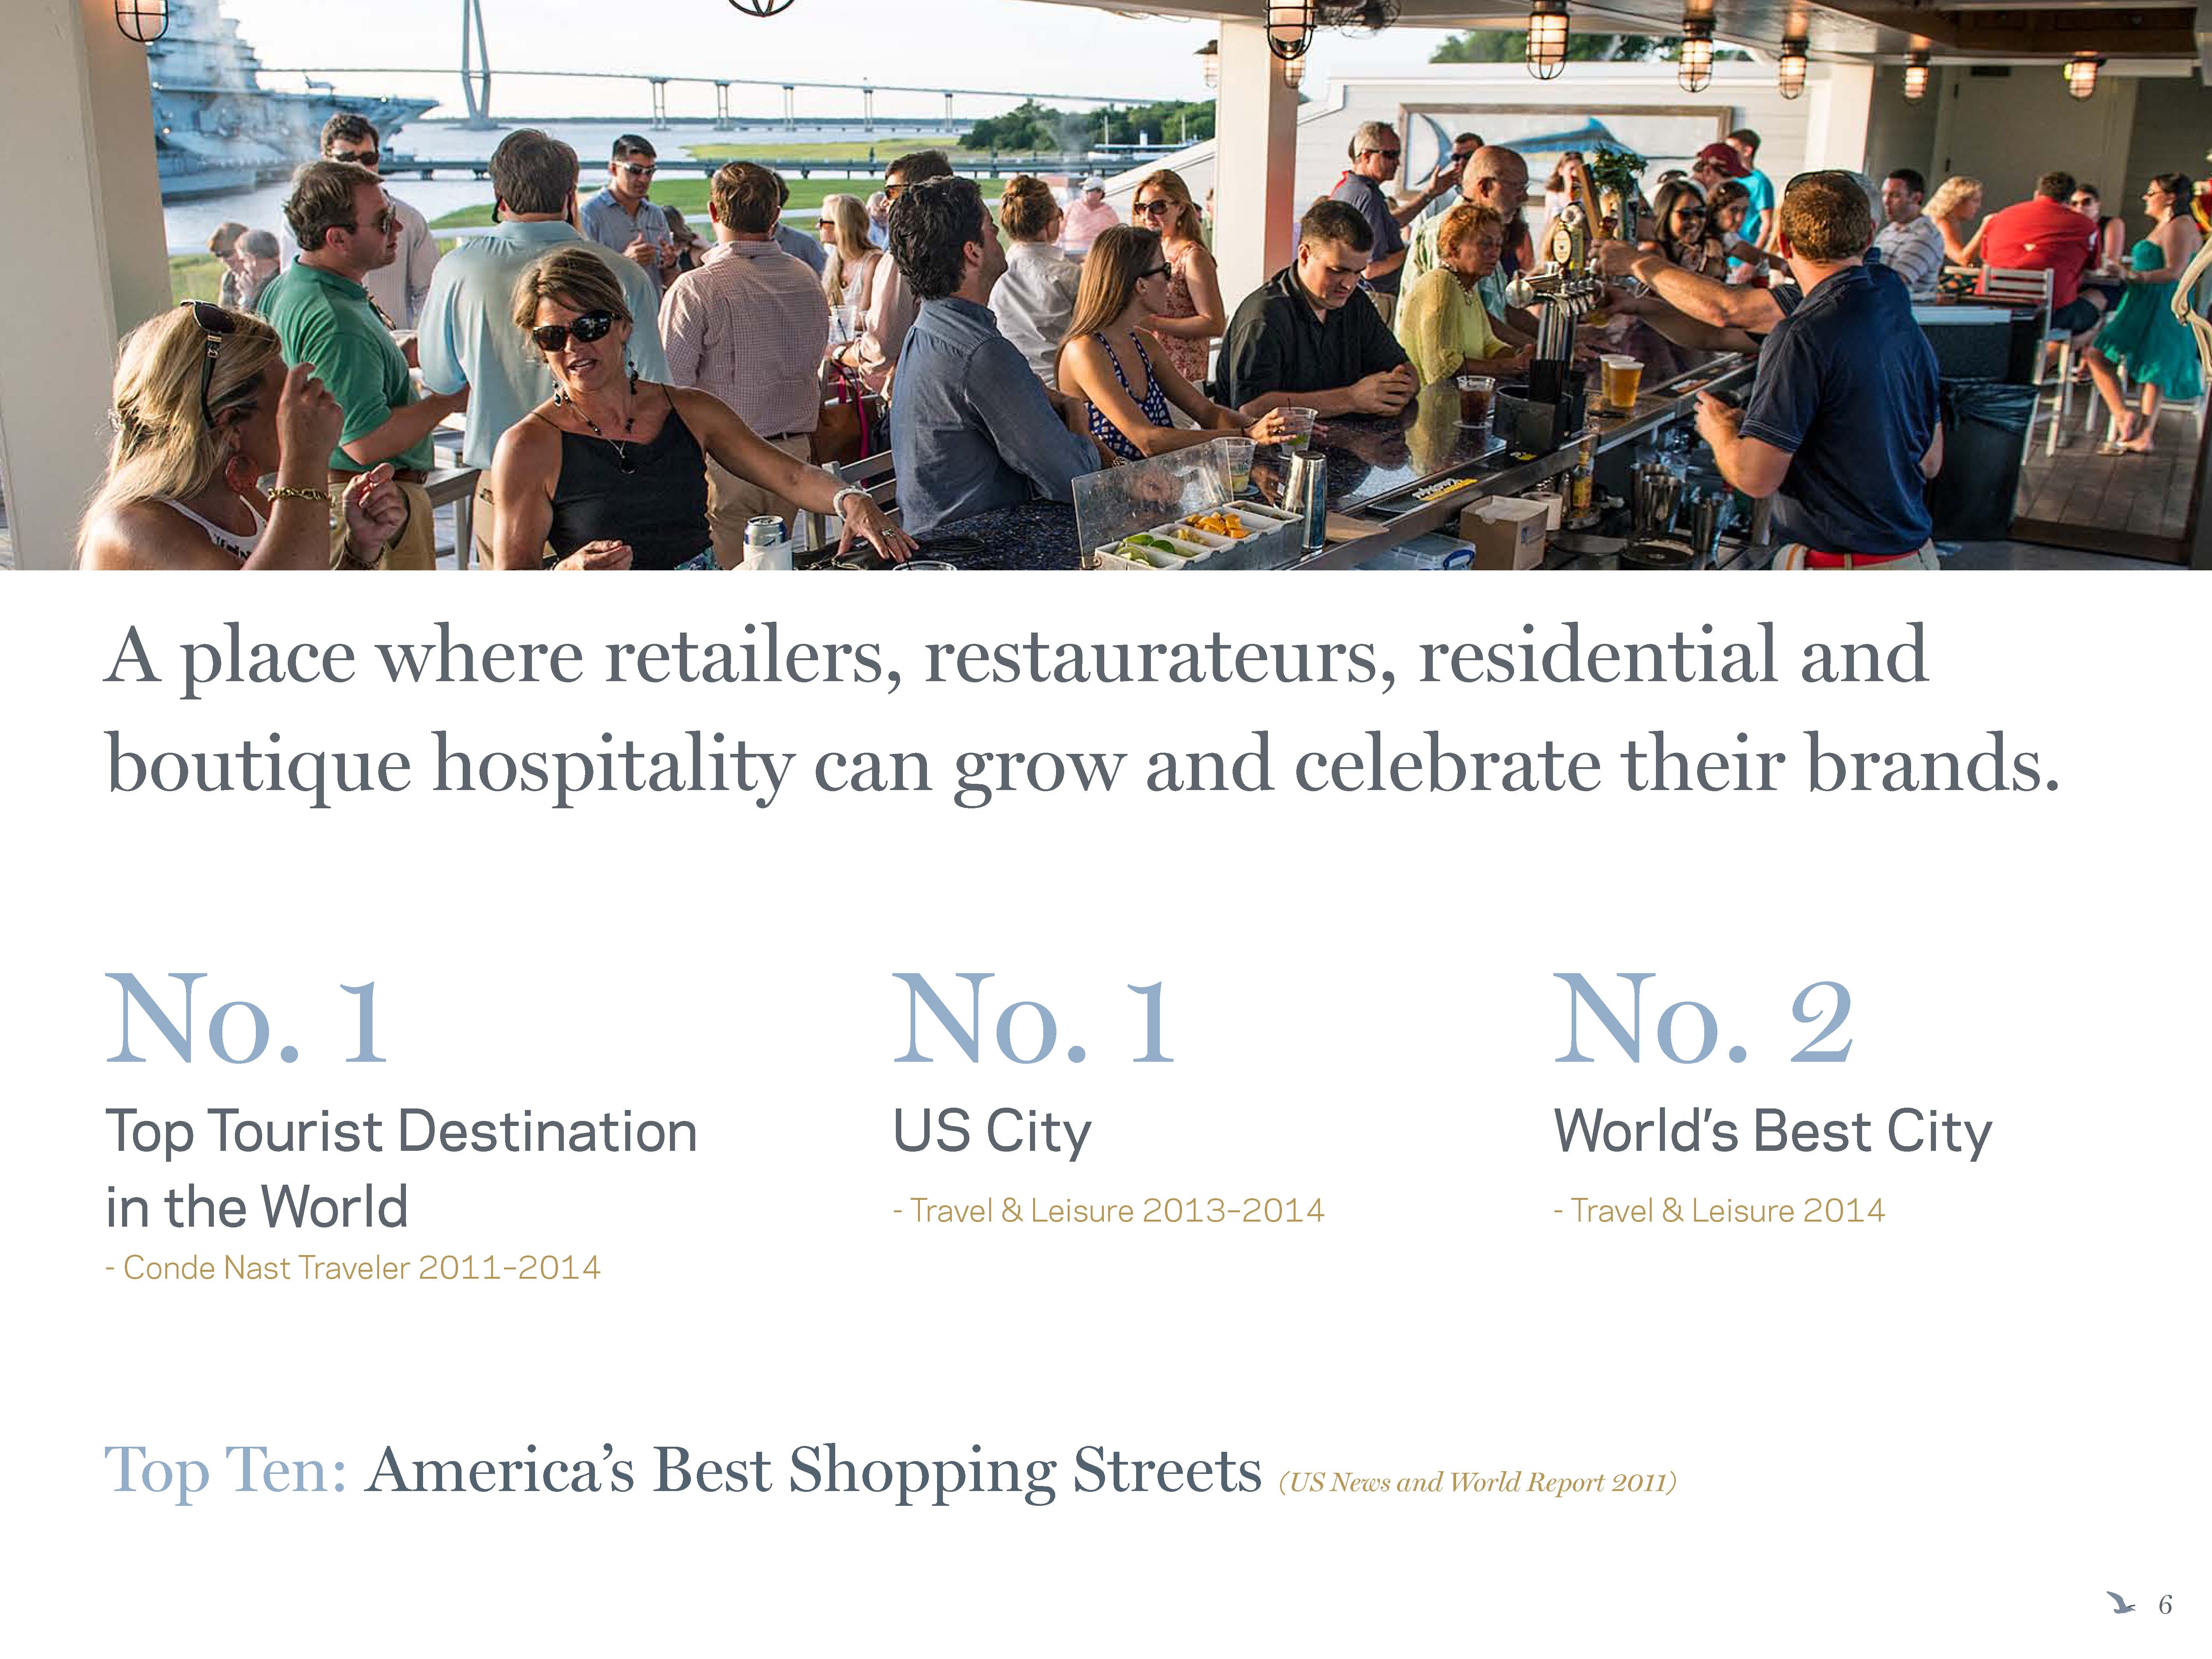 A place where retailers, restaurateurs, residential and
boutique hospitality can grow and celebrate their brands.
No. 1
Top Tourist Destination
in the World
- Conde Nast Traveler 2011–2014
No. 1
US City
- Travel & Leisure 2013–2014
No. 2
World’s Best City
- Travel & Leisure 2014
Top Ten: America’s Best Shopping Streets (US News and World Report 2011)
6